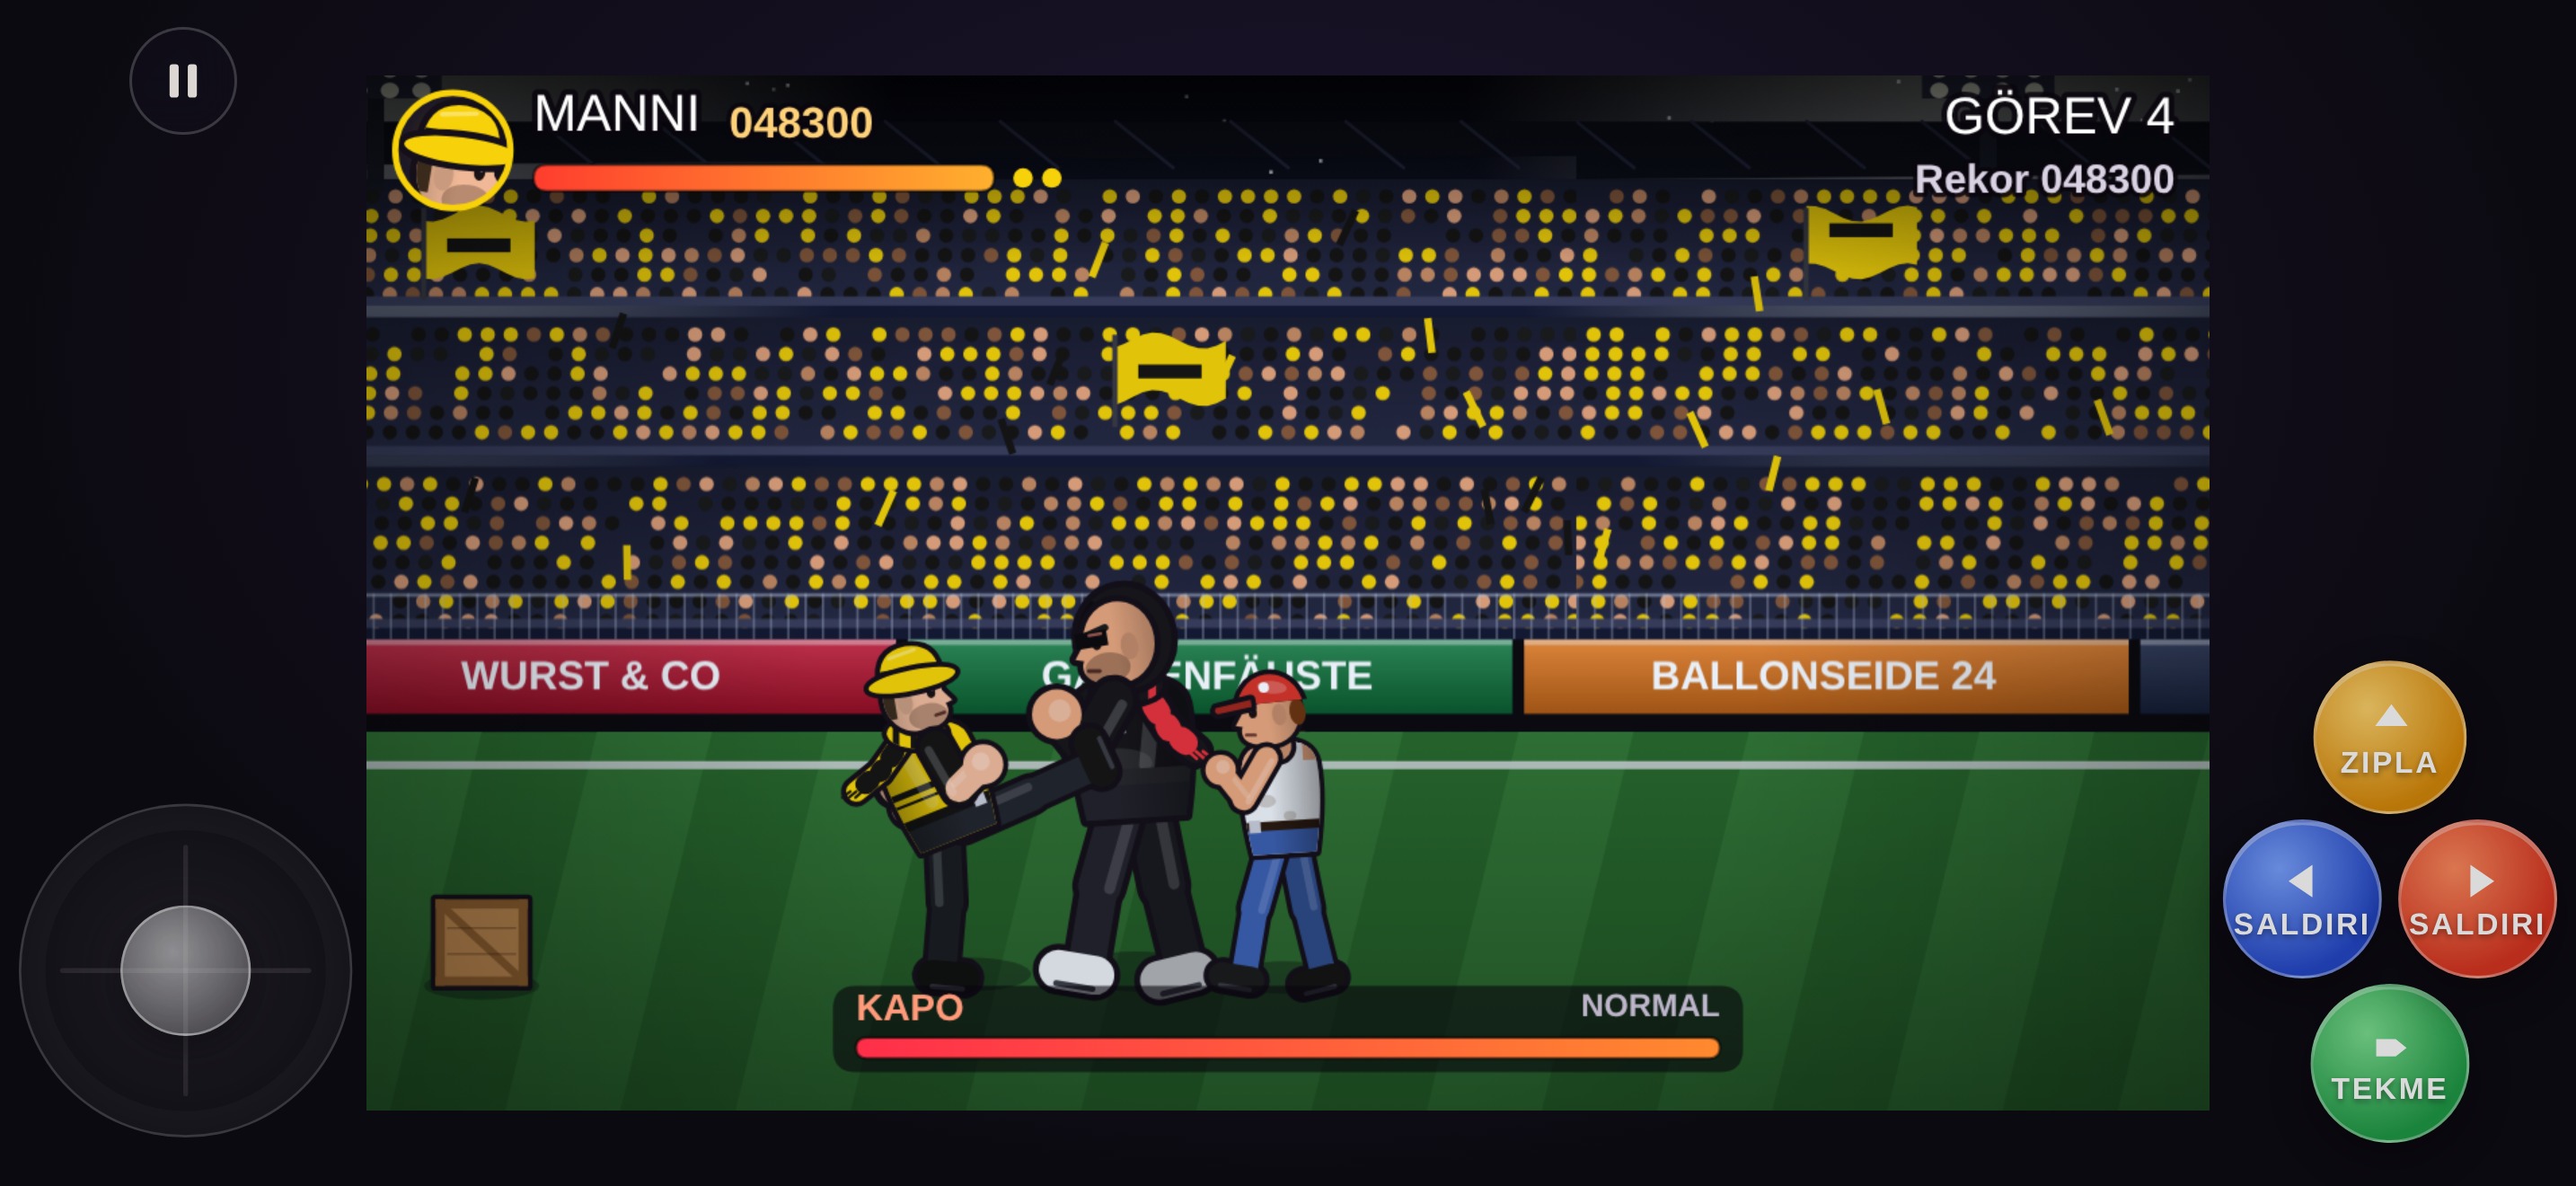 MANNI 048300
GÖREV 4
Rekor 048300
WURST & CO
BALLONSEIDE 24
ZIPLA
SALDIRI
SALDIRI
TEKME
KAPO
NORMAL